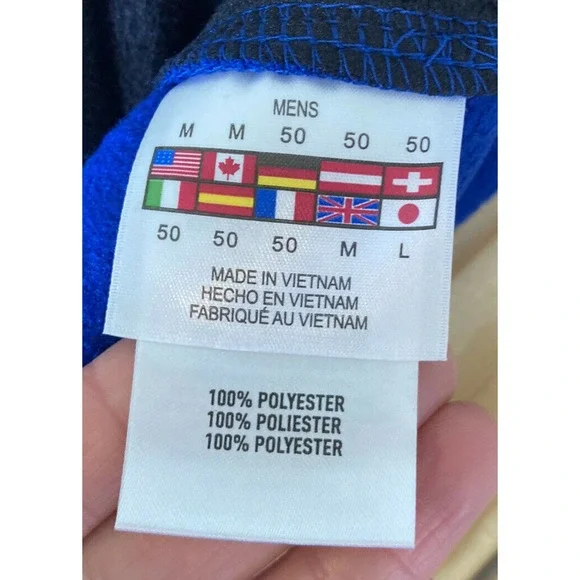 MENS
M M 50 50 50
50 50 50 M L
MADE IN VIETNAM
HECHO EN VIETNAM
FABRIQUÉ AU VIETNAM
100% POLYESTER
100% POLIESTER
100% POLYESTER